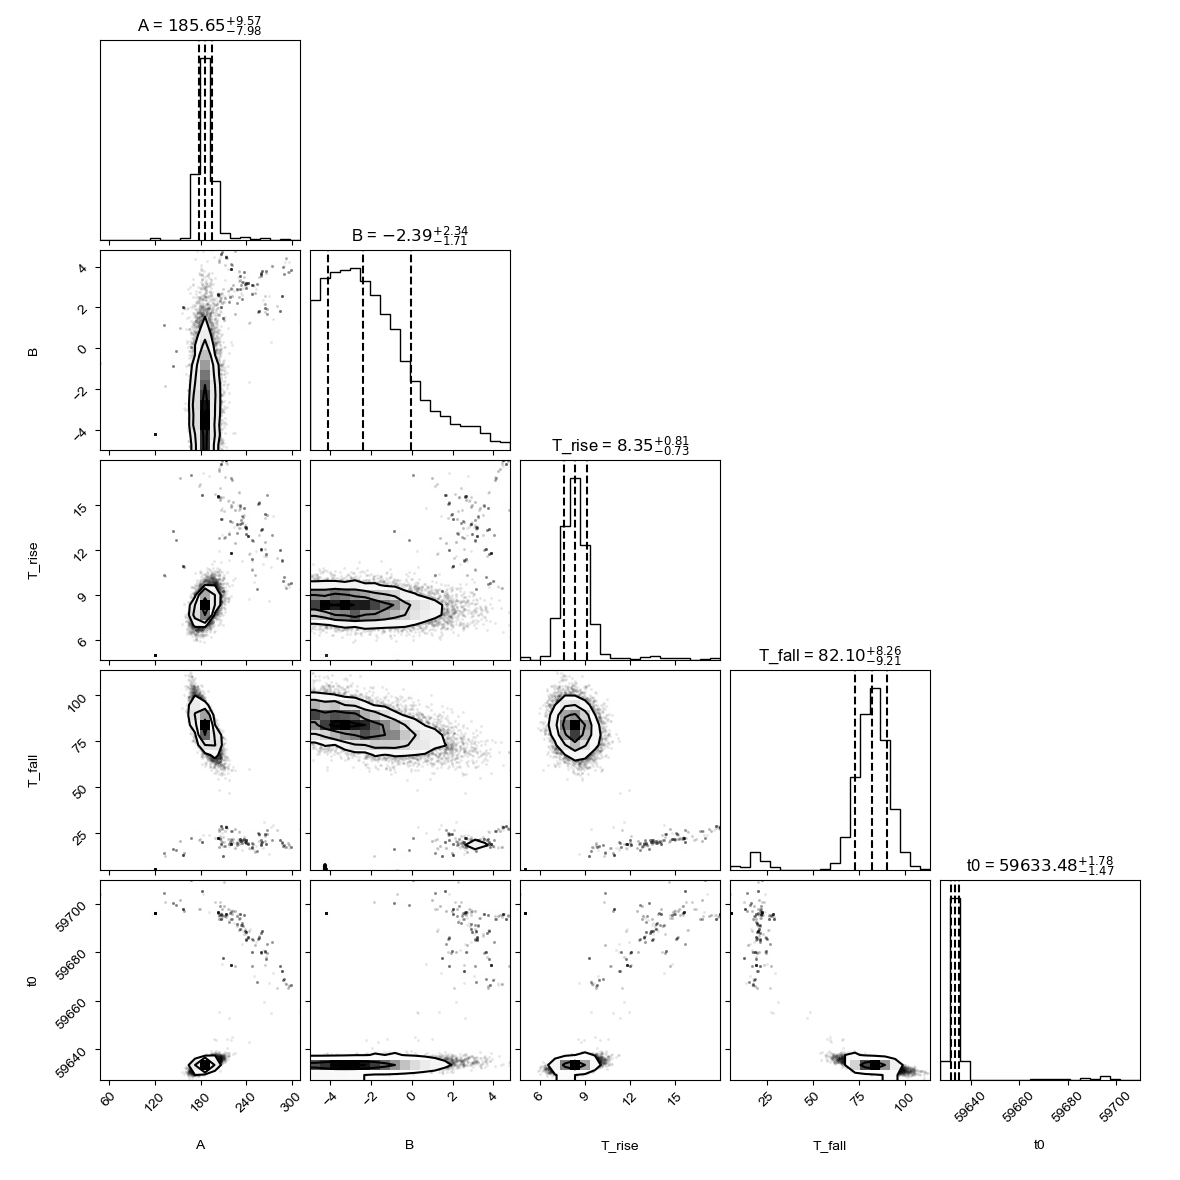 A = 185.65+9.57−7.98
B = −2.39+2.34−1.71
4
2
0
−2
−4
B
T_rise = 8.35+0.81−0.73
15
12
9
6
T_rise
T_fall = 82.10+8.26−9.21
100
75
50
25
T_fall
t0 = 59633.48+1.78−1.47
59700
59680
59660
59640
t0
60 120 180 240 300
−4 −2 0 2 4
6 9 12 15
25 50 75 100
59640 59660 59680 59700
A B T_rise T_fall t0